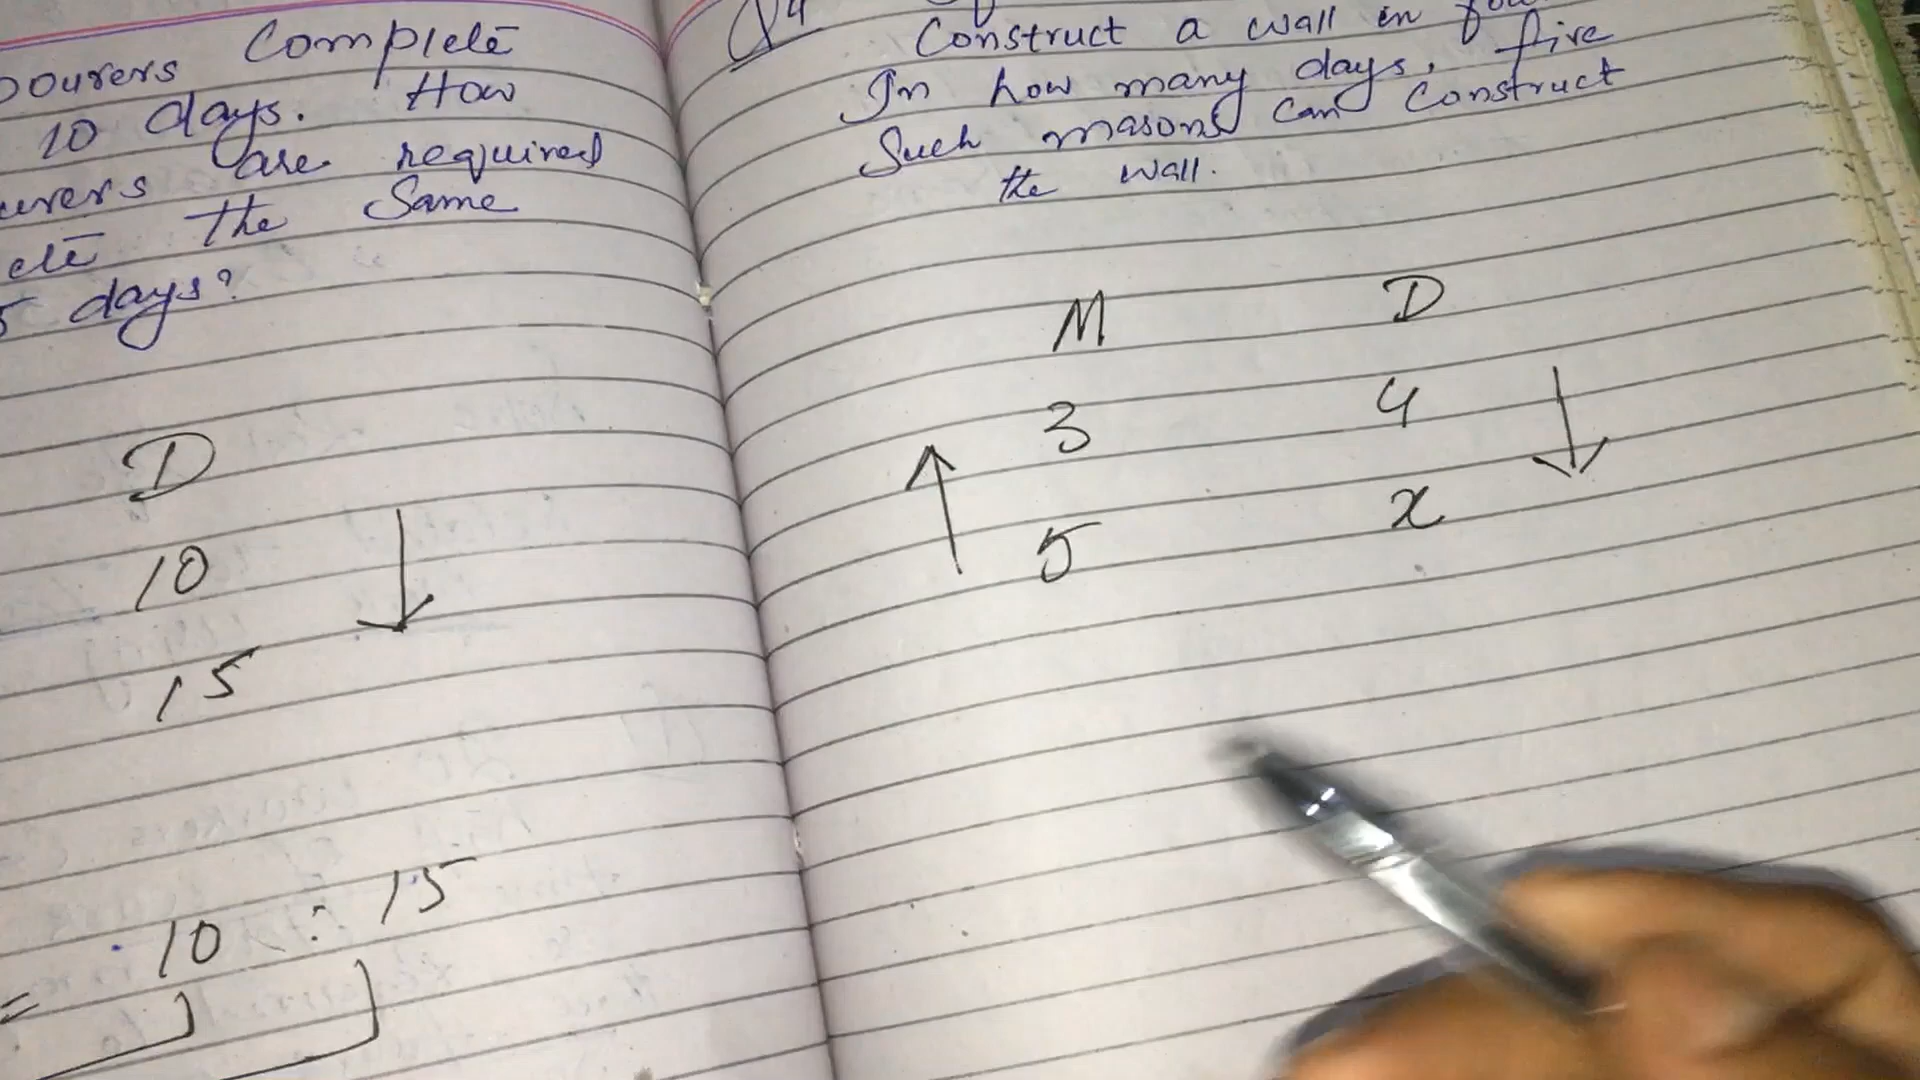 Complete
10 days. How
are required
the Same
days?
D
10
15
= 10 : 15
Q4
Construct a wall in
In how many days, five
Such masons can construct
the wall.
M D
3 4
5 x